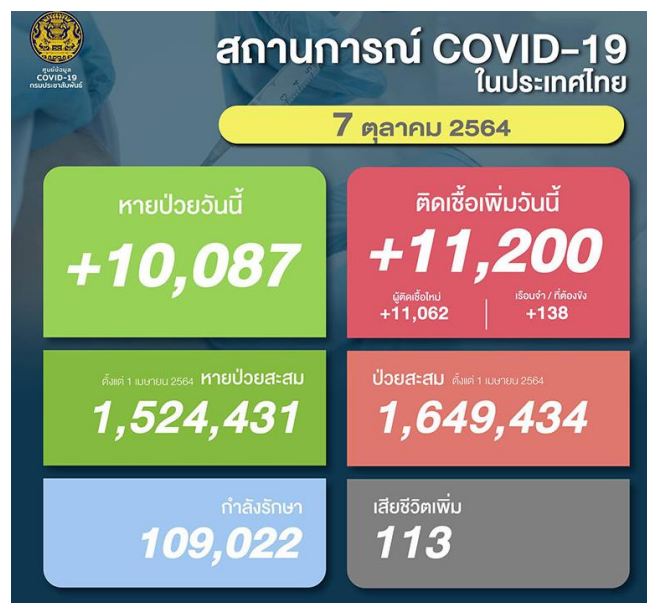 ศูนย์ข้อมูล
COVID-19
กรมประชาสัมพันธ์
สถานการณ์ COVID-19
ในประเทศไทย
7 ตุลาคม 2564
หายป่วยวันนี้
+10,087
ติดเชื้อเพิ่มวันนี้
+11,200
ผู้ติดเชื้อใหม่
+11,062
เรือนจำ / ที่ต้องขัง
+138
ตั้งแต่ 1 เมษายน 2564 หายป่วยสะสม
1,524,431
ป่วยสะสม ตั้งแต่ 1 เมษายน 2564
1,649,434
กำลังรักษา
109,022
เสียชีวิตเพิ่ม
113